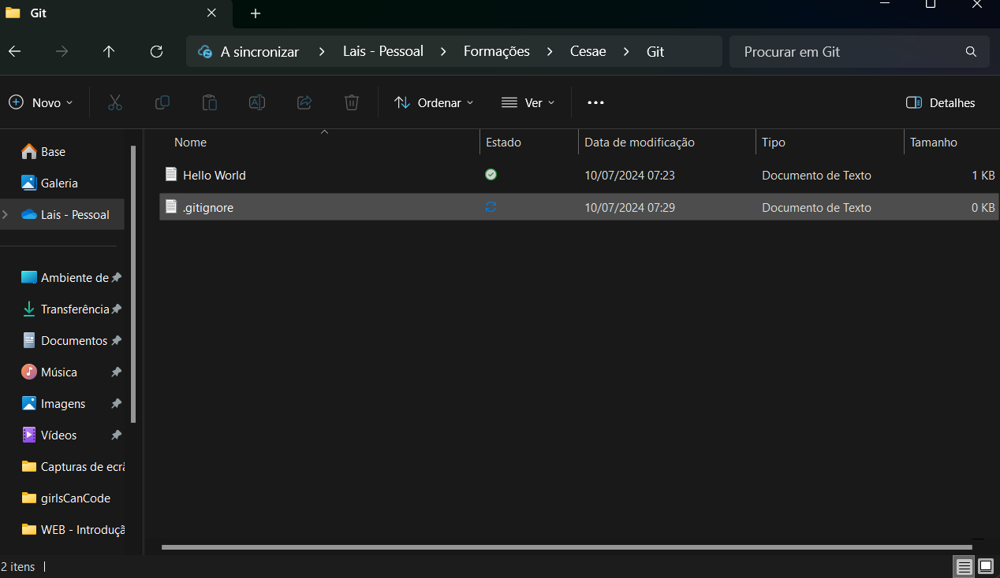 Git
A sincronizar > Lais - Pessoal > Formações > Cesae > Git
Procurar em Git
Novo
Ordenar
Ver
Detalhes
Nome Estado Data de modificação Tipo Tamanho
Hello World 10/07/2024 07:23 Documento de Texto 1 KB
.gitignore 10/07/2024 07:29 Documento de Texto 0 KB
Base
Galeria
Lais - Pessoal
Ambiente de
Transferência
Documentos
Música
Imagens
Vídeos
Capturas de ecrã
girlsCanCode
WEB - Introduçã
2 itens